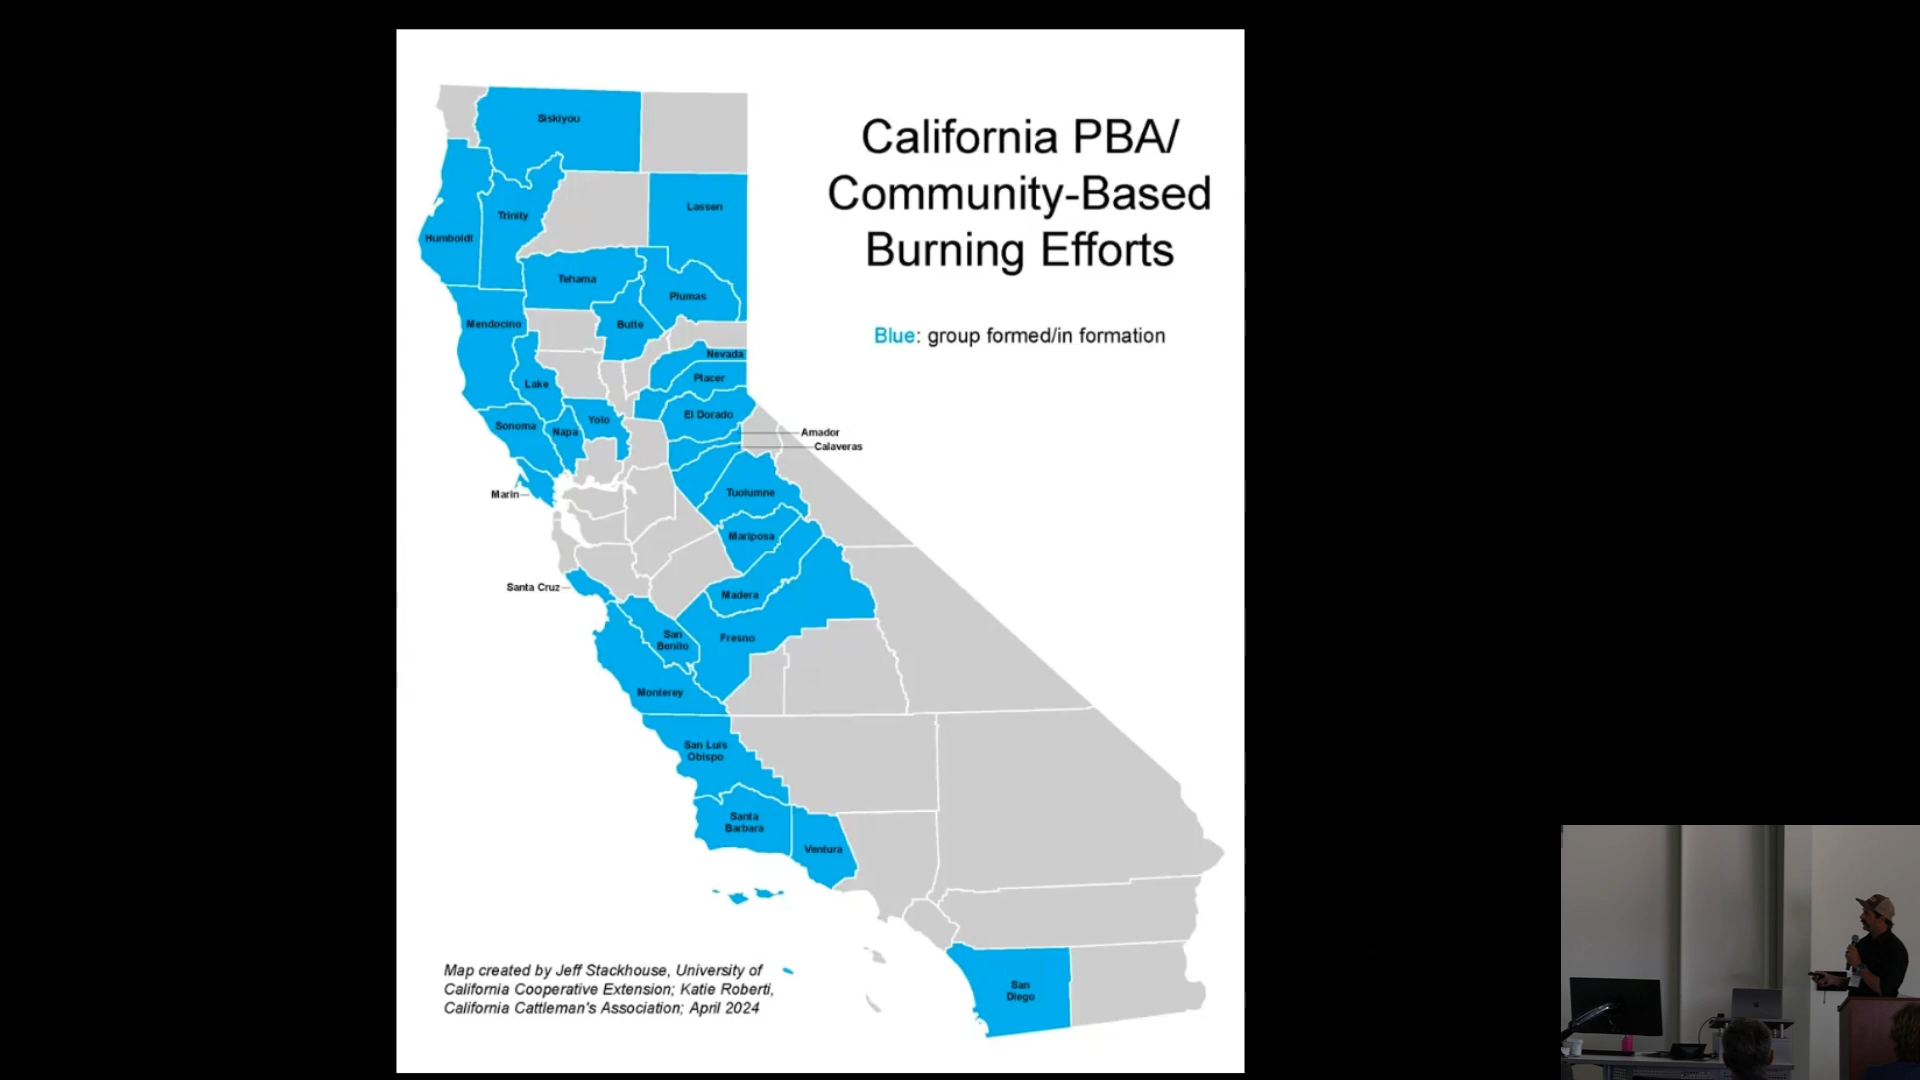 California PBA/
Community-Based
Burning Efforts
Blue: group formed/in formation
Siskiyou
Lassen
Trinity
Humboldt
Tehama
Plumas
Mendocino
Butte
Nevada
Placer
Lake
El Dorado
Sonoma
Napa
Yolo
Amador
Calaveras
Marin
Tuolumne
Mariposa
Santa Cruz
Madera
San
Benito
Fresno
Monterey
San Luis
Obispo
Santa
Barbara
Ventura
San
Diego
Map created by Jeff Stackhouse, University of
California Cooperative Extension; Katie Roberti,
California Cattleman's Association; April 2024